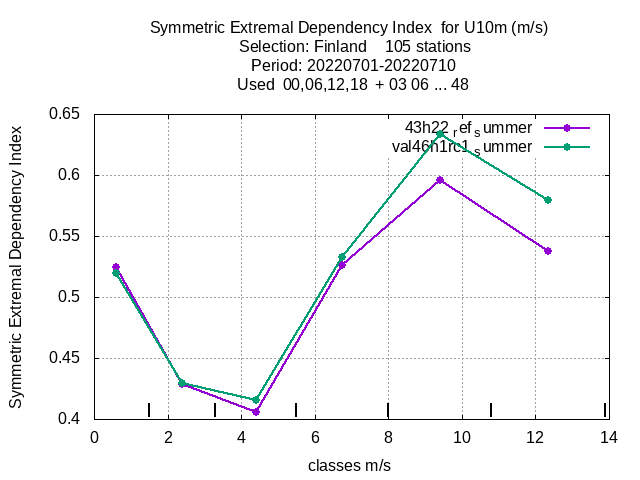 Symmetric Extremal Dependency Index for U10m (m/s)
Selection: Finland 105 stations
Period: 20220701-20220710
Used 00,06,12,18 + 03 06 ... 48
Symmetric Extremal Dependency Index
0.65
0.6
0.55
0.5
0.45
0.4
43h22_ref_summer
val46h1rc1_summer
0 2 4 6 8 10 12 14
classes m/s